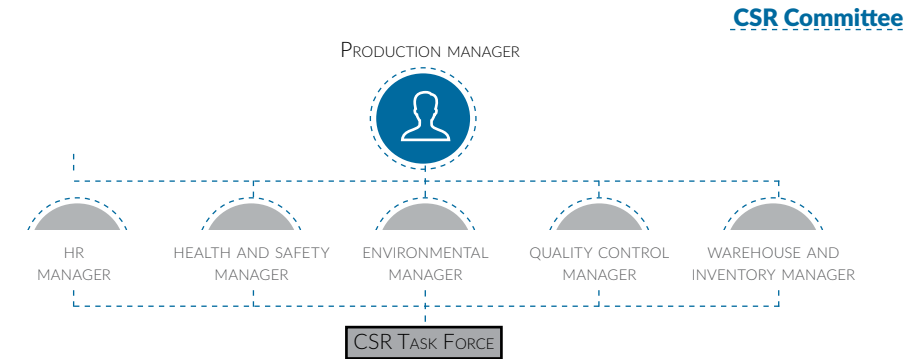 CSR Committee
PRODUCTION MANAGER
HR
MANAGER
HEALTH AND SAFETY
MANAGER
ENVIRONMENTAL
MANAGER
QUALITY CONTROL
MANAGER
WAREHOUSE AND
INVENTORY MANAGER
CSR TASK FORCE